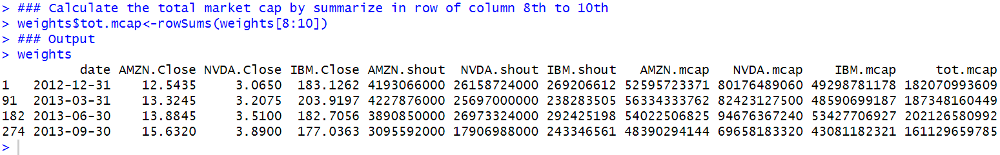 > ### Calculate the total market cap by summarize in row of column 8th to 10th
> weights$tot.mcap<-rowSums(weights[8:10])
> ### Output
> weights
date AMZN.Close NVDA.Close IBM.Close AMZN.shout NVDA.shout IBM.shout AMZN.mcap NVDA.mcap IBM.mcap tot.mcap
1 2012-12-31 12.5435 3.0650 183.1262 4193066000 26158724000 269206612 52595723371 80176489060 49298781178 182070993609
91 2013-03-31 13.3245 3.2075 203.9197 4227876000 25697000000 238283505 56334333762 82423127500 48590699187 187348160449
182 2013-06-30 13.8845 3.5100 182.7056 3890850000 26973324000 292425198 54022506825 94676367240 53427706927 202126580992
274 2013-09-30 15.6320 3.8900 177.0363 3095592000 17906988000 243346561 48390294144 69658183320 43081182321 161129659785
>